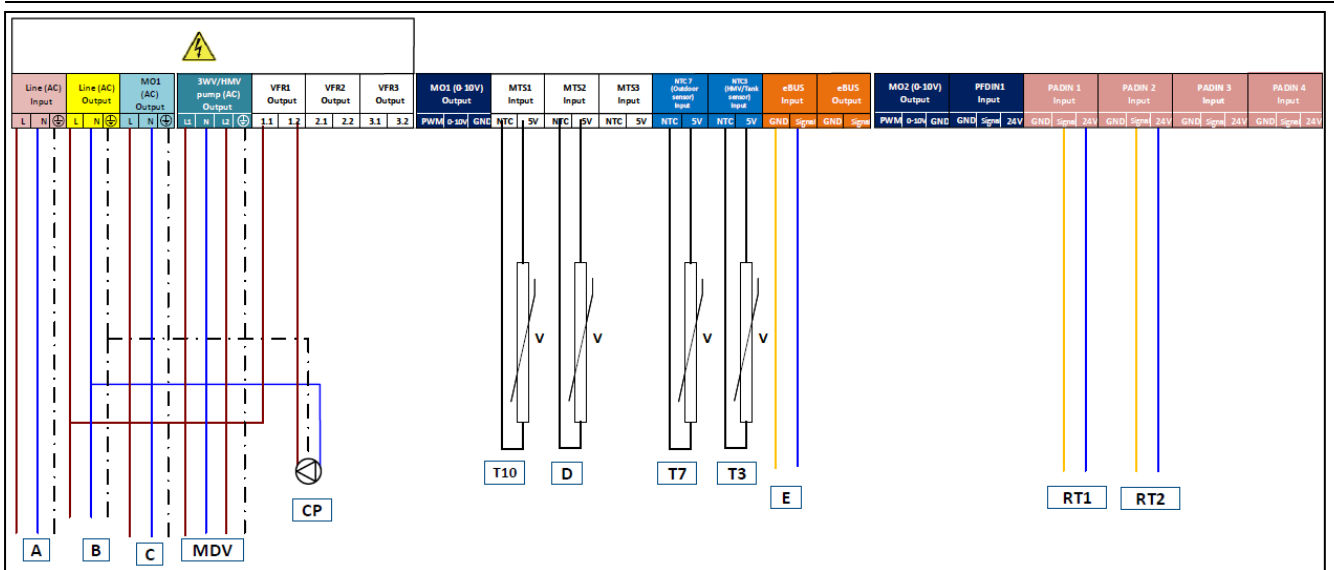 Line (AC) Input
L N
Line (AC) Output
L N
MO1 (AC) Output
L N
3WV/HMV pump (AC) Output
L1 N L2
VFR1 Output
1.1 1.2
VFR2 Output
2.1 2.2
VFR3 Output
3.1 3.2
MO1 (0-10V) Output
PWM 0-10V GND
MTS1 Intput
NTC 5V
MTS2 Intput
NTC 5V
MTS3 Intput
NTC 5V
NTC 7 (Outdoor sensor) Input
NTC 5V
NTC3 (HMV/Tank sensor) Input
NTC 5V
eBUS Input
GND Signal
eBUS Output
GND Signal
MO2 (0-10V) Output
PWM 0-10V GND
PFDIN1 Input
GND Signal 24V
PADIN 1 Input
GND Signal 24V
PADIN 2 Input
GND Signal 24V
PADIN 3 Input
GND Signal 24V
PADIN 4 Input
GND Signal 24V
V V V V
T10 D T7 T3 E RT1 RT2
CP
A B C MDV